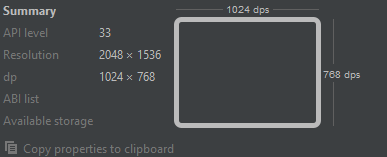 Summary
1024 dps
API level 33
Resolution 2048 × 1536
dp 1024 × 768
768 dps
ABI list
Available storage
Copy properties to clipboard